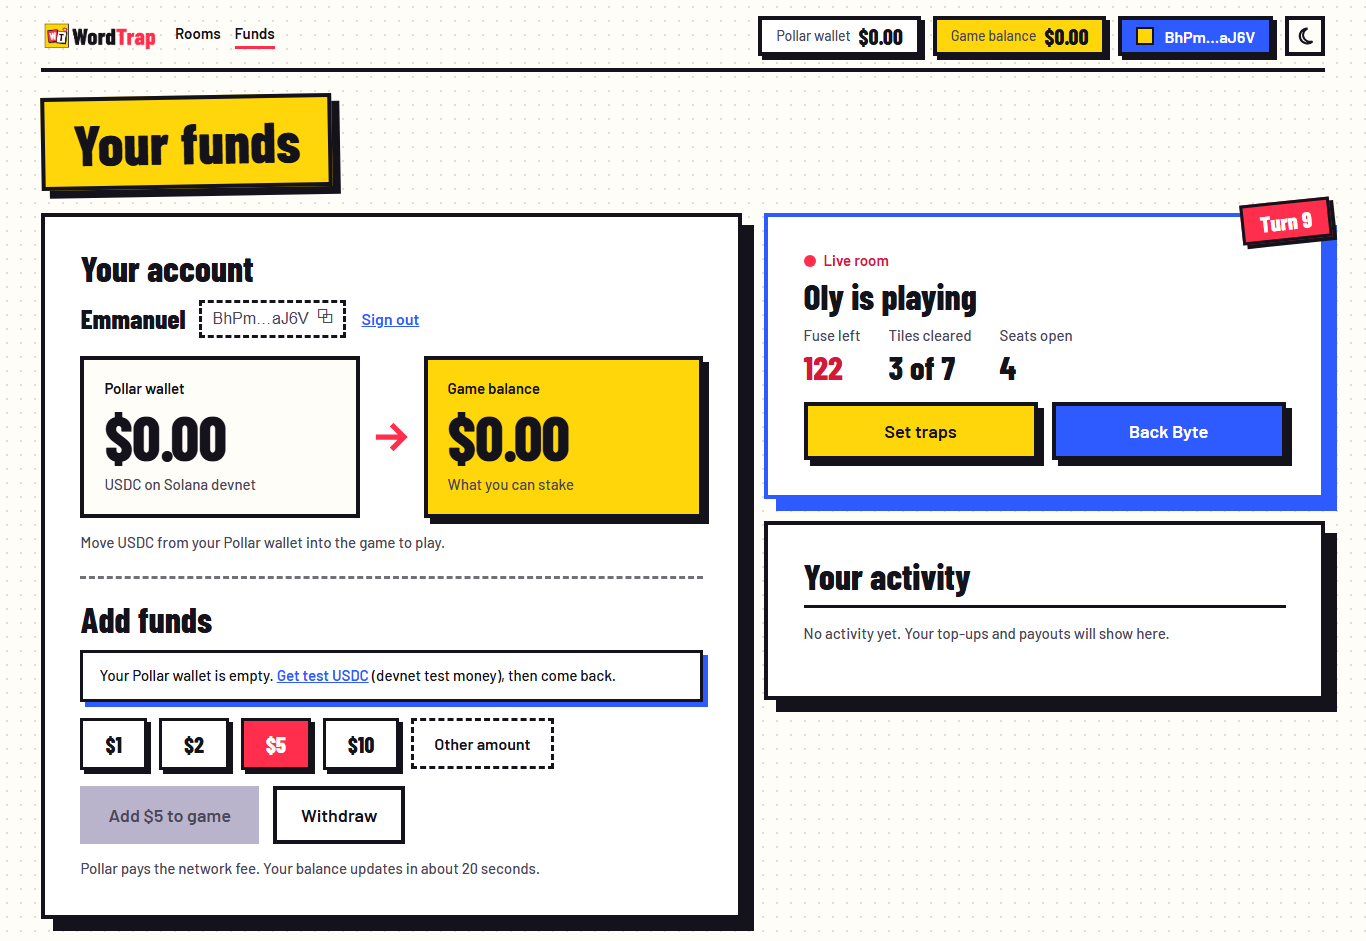 WT WordTrap Rooms Funds Pollar wallet $0.00 Game balance $0.00 BhPm...aJ6V
Your funds
Your account
Emmanuel BhPm...aJ6V Sign out
Pollar wallet
$0.00
USDC on Solana devnet
Game balance
$0.00
What you can stake
Move USDC from your Pollar wallet into the game to play.
Add funds
Your Pollar wallet is empty. Get test USDC (devnet test money), then come back.
$1 $2 $5 $10 Other amount
Add $5 to game Withdraw
Pollar pays the network fee. Your balance updates in about 20 seconds.
Turn 9
Live room
Oly is playing
Fuse left Tiles cleared Seats open
122 3 of 7 4
Set traps Back Byte
Your activity
No activity yet. Your top-ups and payouts will show here.